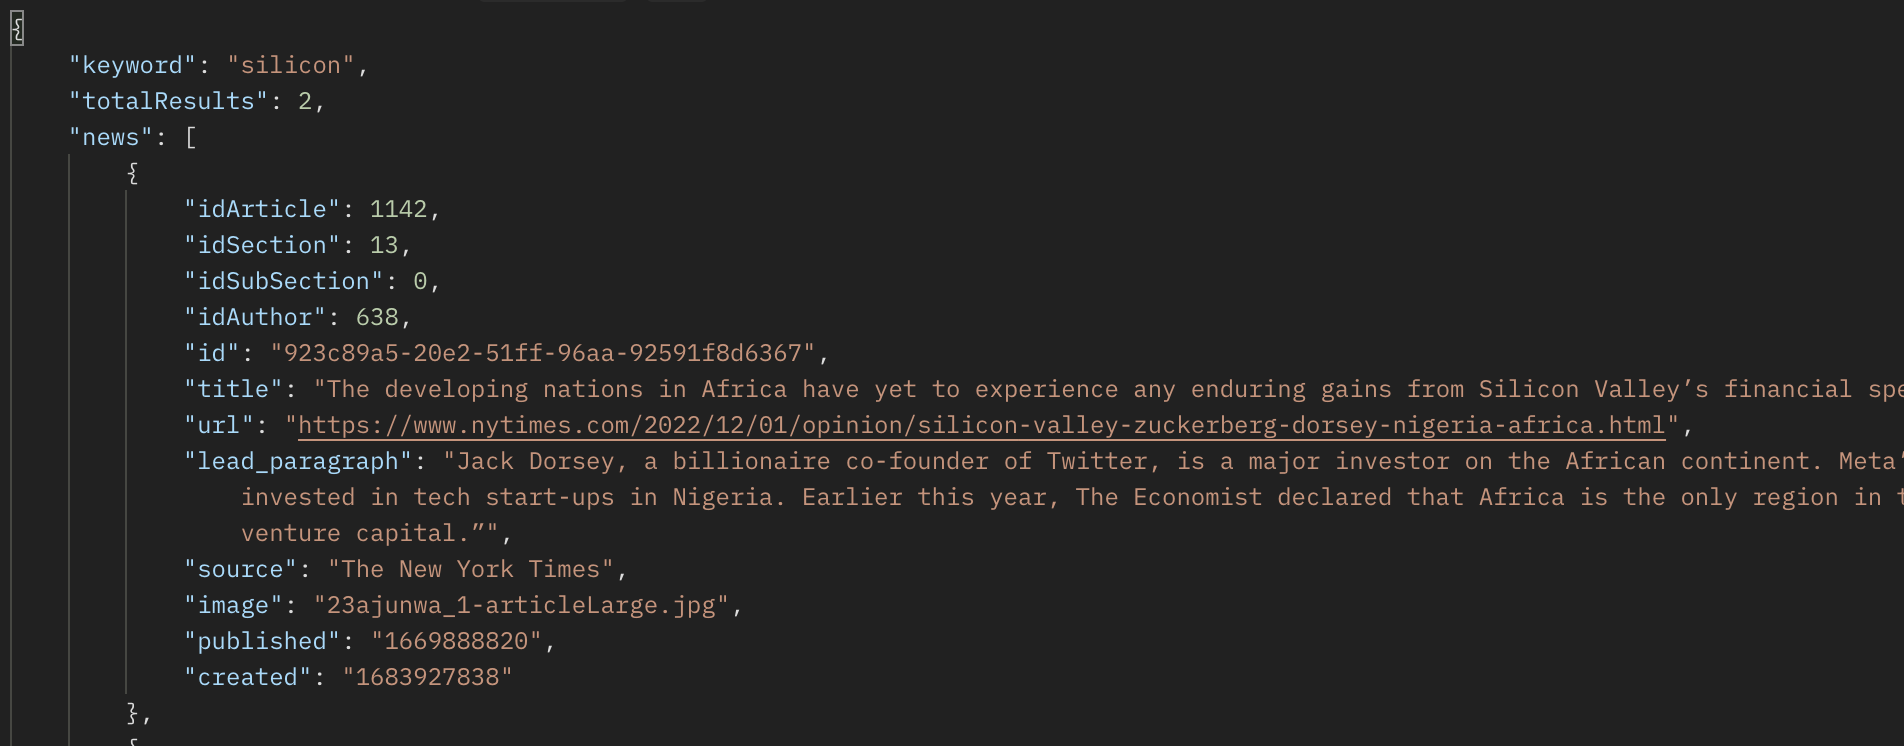 {
"keyword": "silicon",
"totalResults": 2,
"news": [
{
"idArticle": 1142,
"idSection": 13,
"idSubSection": 0,
"idAuthor": 638,
"id": "923c89a5-20e2-51ff-96aa-92591f8d6367",
"title": "The developing nations in Africa have yet to experience any enduring gains from Silicon Valley’s financial
"url": "https://www.nytimes.com/2022/12/01/opinion/silicon-valley-zuckerberg-dorsey-nigeria-africa.html",
"lead_paragraph": "Jack Dorsey, a billionaire co-founder of Twitter, is a major investor on the African continent. Meta’
invested in tech start-ups in Nigeria. Earlier this year, The Economist declared that Africa is the only region in
venture capital.”",
"source": "The New York Times",
"image": "23ajunwa_1-articleLarge.jpg",
"published": "1669888820",
"created": "1683927838"
},
{